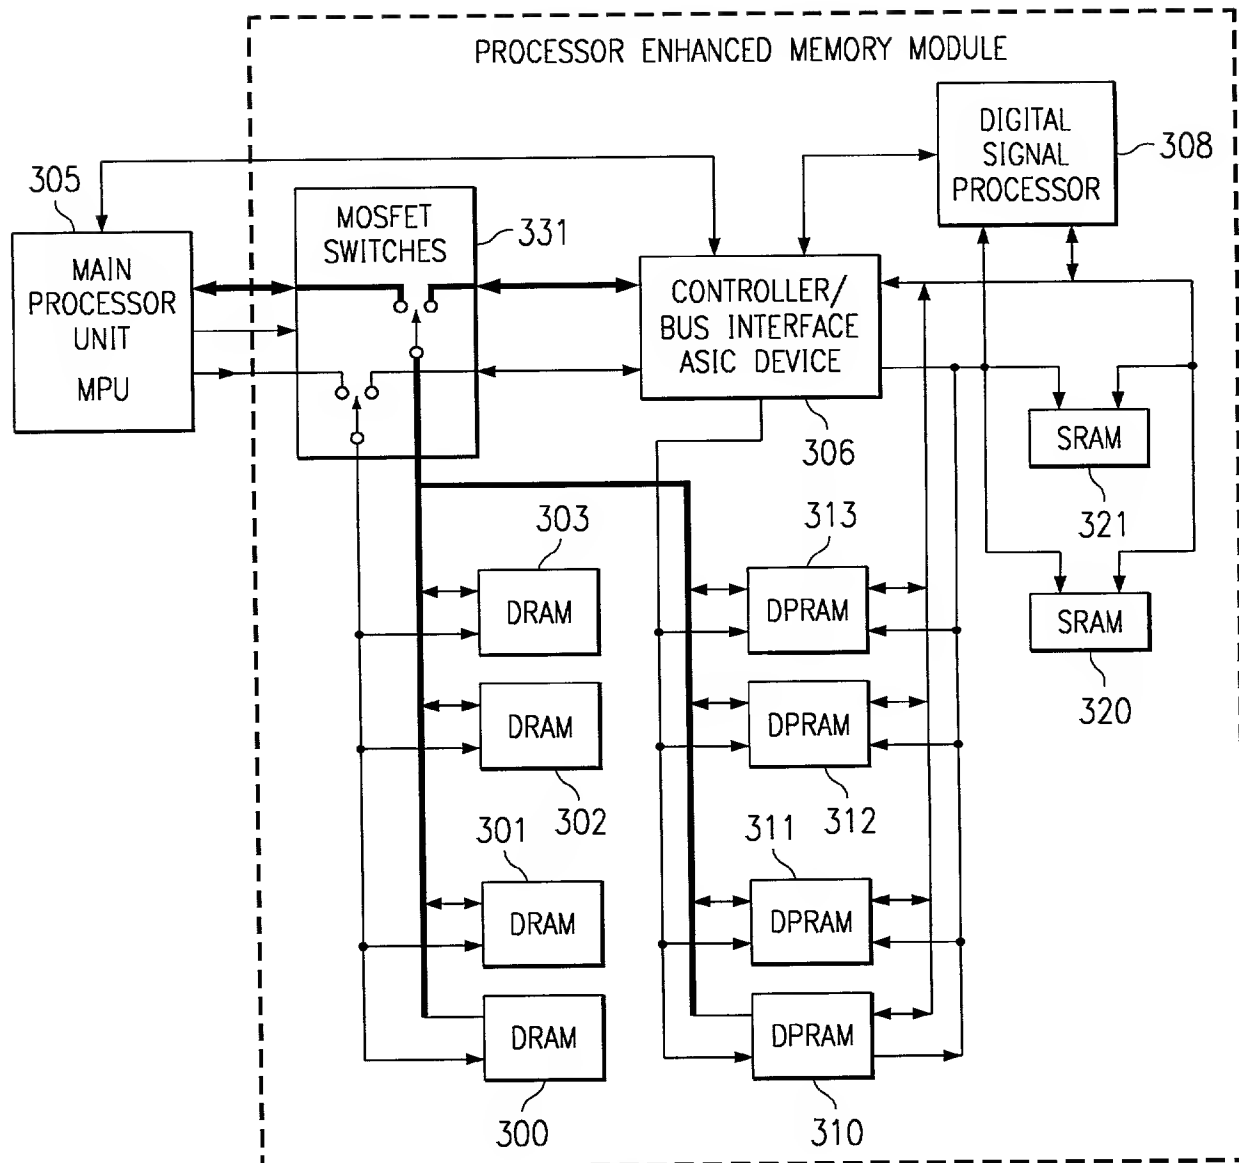 PROCESSOR ENHANCED MEMORY MODULE
DIGITAL
SIGNAL
PROCESSOR
308
305
MAIN
PROCESSOR
UNIT
MPU
MOSFET
SWITCHES
331
CONTROLLER/
BUS INTERFACE
ASIC DEVICE
306
SRAM
321
SRAM
320
303
DRAM
313
DPRAM
DRAM
302
DPRAM
312
301
DRAM
311
DPRAM
DRAM
300
DPRAM
310